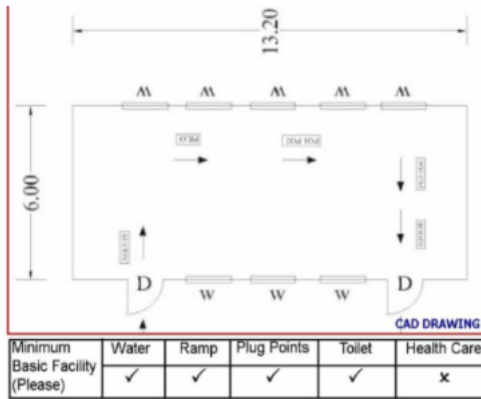 13.20
W W W W W
6.00
D W W W D
CAD DRAWING
Minimum Basic Facility (Please) Water Ramp Plug Points Toilet Health Care
✓ ✓ ✓ ✓ x